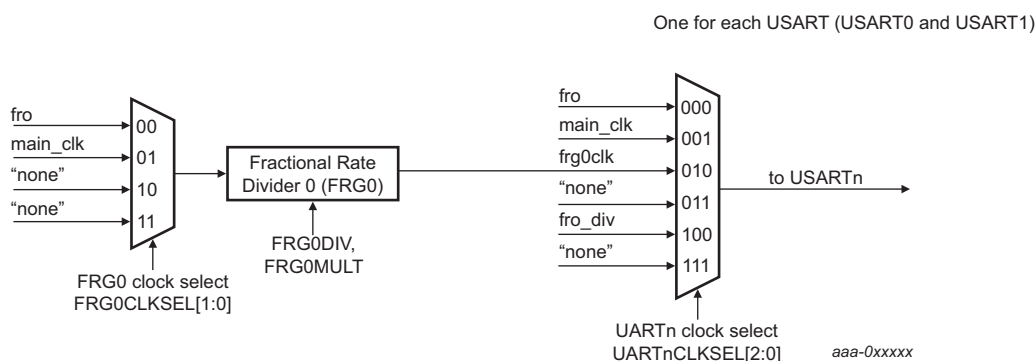 One for each USART (USART0 and USART1)
fro
00
main_clk
01
“none”
10
“none”
11
FRG0 clock select
FRG0CLKSEL[1:0]
Fractional Rate
Divider 0 (FRG0)
FRG0DIV,
FRG0MULT
fro
000
main_clk
001
frg0clk
010
“none”
011
fro_div
100
“none”
111
to USARTn
UARTn clock select
UARTnCLKSEL[2:0]
aaa-0xxxxx